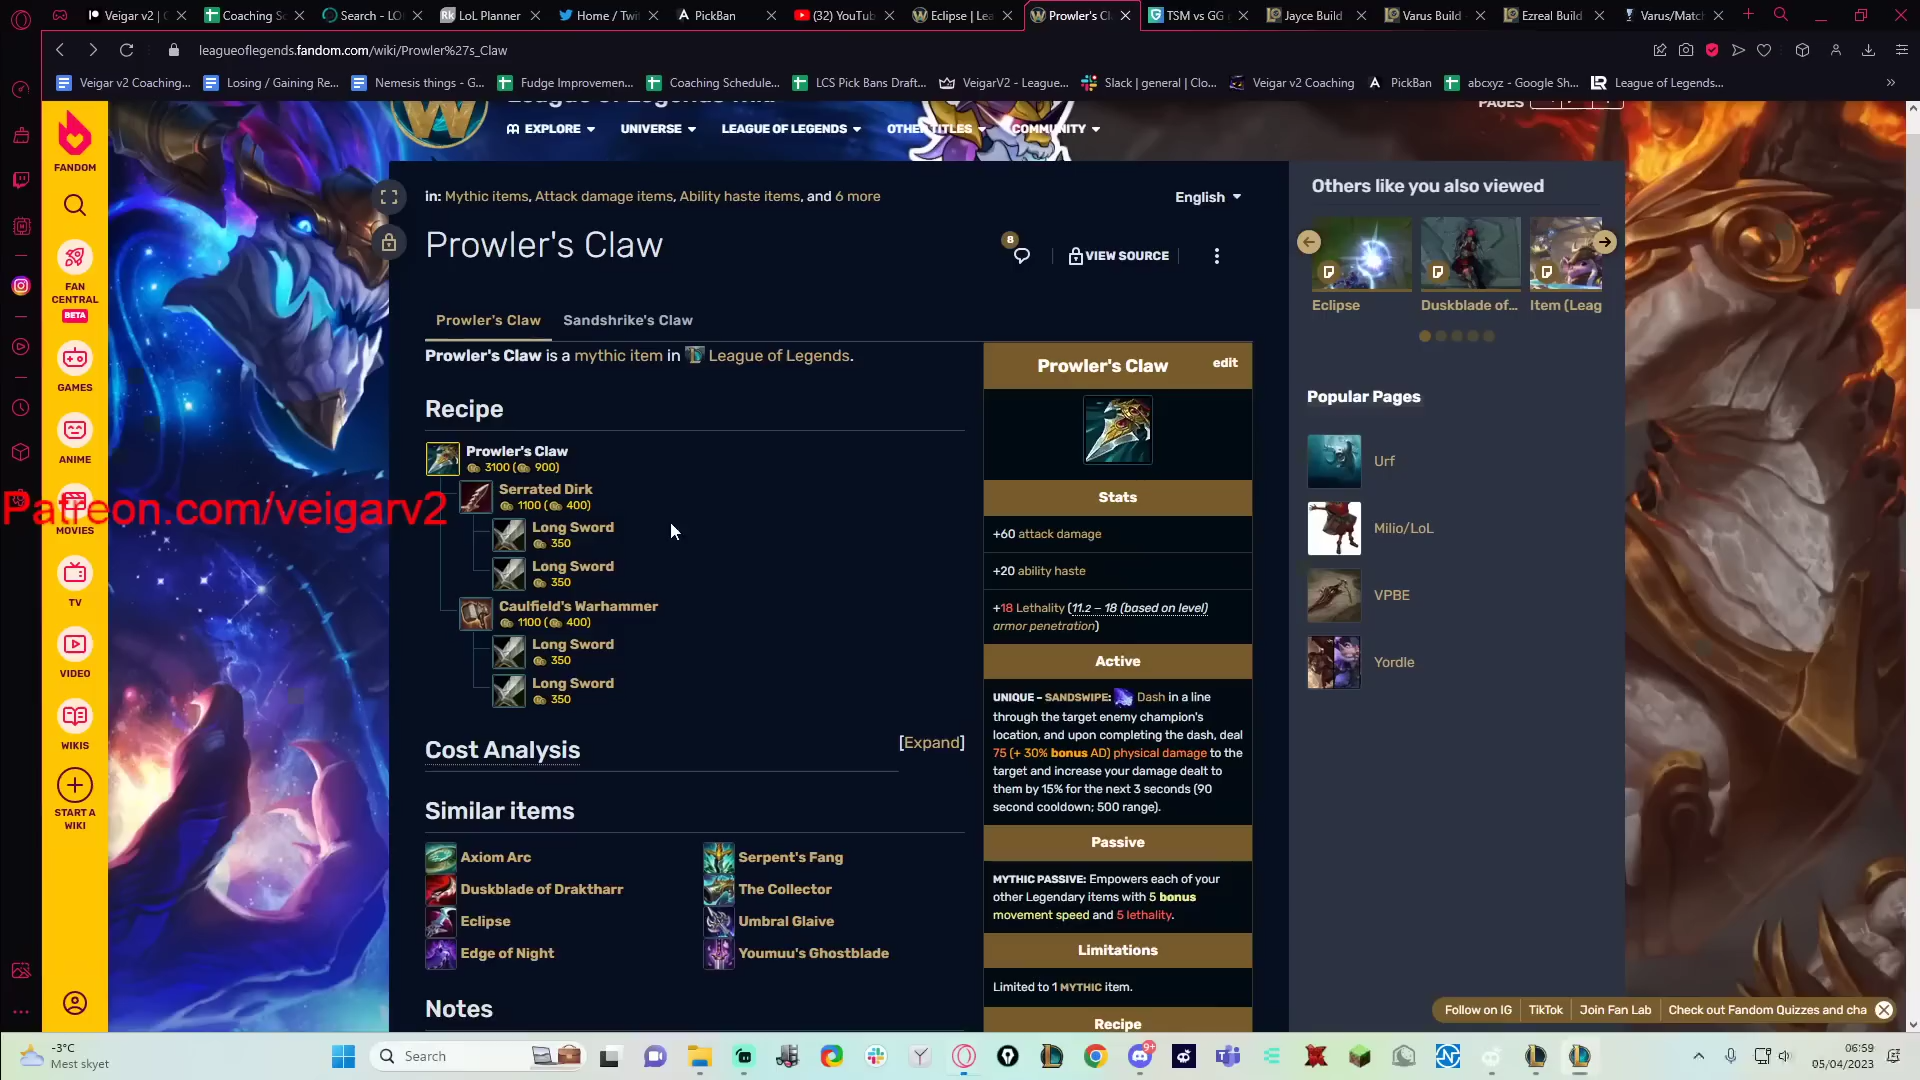 Veigar v2 | C
Coaching Sc
Search - LO
LoL Planner
Home / Twi
PickBan
(32) YouTub
Eclipse | Lea
Prowler's Cl
TSM vs GG
Jayce Build
Varus Build
Ezreal Build
Varus/Matc
leagueoflegends.fandom.com/wiki/Prowler%27s_Claw
Veigar v2 Coaching...
Losing / Gaining Re...
Nemesis things - G...
Fudge Improvemen...
Coaching Schedule...
LCS Pick Bans Draft...
VeigarV2 - League...
Slack | general | Clo...
Veigar v2 Coaching
PickBan
abcxyz - Google Sh...
League of Legends...
PAGES
EXPLORE
UNIVERSE
LEAGUE OF LEGENDS
OTHER TITLES
COMMUNITY
FANDOM
FAN CENTRAL
BETA
GAMES
ANIME
MOVIES
TV
VIDEO
WIKIS
START A WIKI
in: Mythic items, Attack damage items, Ability haste items, and 6 more
English
Prowler's Claw
8
VIEW SOURCE
Prowler's Claw
Sandshrike's Claw
Prowler's Claw is a mythic item in League of Legends.
Recipe
Prowler's Claw
3100 ( 900)
Serrated Dirk
1100 ( 400)
Long Sword
350
Long Sword
350
Caulfield's Warhammer
1100 ( 400)
Long Sword
350
Long Sword
350
Patreon.com/veigarv2
Cost Analysis
[Expand]
Similar items
Axiom Arc
Serpent's Fang
Duskblade of Draktharr
The Collector
Eclipse
Umbral Glaive
Edge of Night
Youmuu's Ghostblade
Notes
Prowler's Claw
edit
Stats
+60 attack damage
+20 ability haste
+18 Lethality (11.2 – 18 (based on level)
armor penetration)
Active
UNIQUE – SANDSWIPE: Dash in a line
through the target enemy champion's
location, and upon completing the dash, deal
75 (+ 30% bonus AD) physical damage to the
target and increase your damage dealt to
them by 15% for the next 3 seconds (90
second cooldown; 500 range).
Passive
MYTHIC PASSIVE: Empowers each of your
other Legendary items with 5 bonus
movement speed and 5 lethality.
Limitations
Limited to 1 MYTHIC item.
Recipe
Others like you also viewed
Eclipse
Duskblade of...
Item (Leag
Popular Pages
Urf
Milio/LoL
VPBE
Yordle
Follow on IG
TikTok
Join Fan Lab
Check out Fandom Quizzes and cha
-3°C
Mest skyet
Search
9+
06:59
05/04/2023